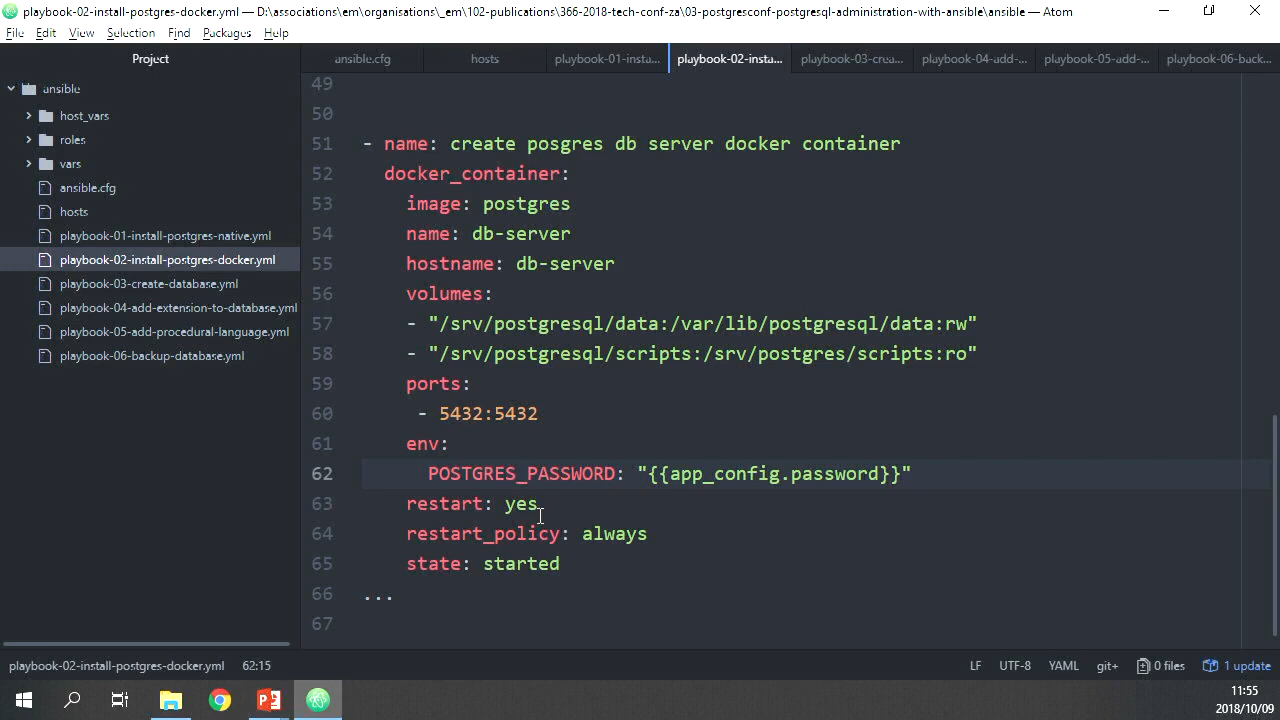 playbook-02-install-postgres-docker.yml — D:\associations\em\organisations\_em\102-publications\366-2018-tech-conf-za\03-postgresconf-postgresql-administration-with-ansible\ansible — Atom
File Edit View Selection Find Packages Help
Project
ansible.cfg hosts playbook-01-insta... playbook-02-insta... playbook-03-crea... playbook-04-add-... playbook-05-add-... playbook-06-back...
ansible
host_vars
roles
vars
ansible.cfg
hosts
playbook-01-install-postgres-native.yml
playbook-02-install-postgres-docker.yml
playbook-03-create-database.yml
playbook-04-add-extension-to-database.yml
playbook-05-add-procedural-language.yml
playbook-06-backup-database.yml
49
50
51 - name: create posgres db server docker container
52 docker_container:
53 image: postgres
54 name: db-server
55 hostname: db-server
56 volumes:
57 - "/srv/postgresql/data:/var/lib/postgresql/data:rw"
58 - "/srv/postgresql/scripts:/srv/postgres/scripts:ro"
59 ports:
60 - 5432:5432
61 env:
62 POSTGRES_PASSWORD: "{{app_config.password}}"
63 restart: yes
64 restart_policy: always
65 state: started
66 ...
67
playbook-02-install-postgres-docker.yml 62:15 LF UTF-8 YAML git+ 0 files 1 update
11:55
2018/10/09